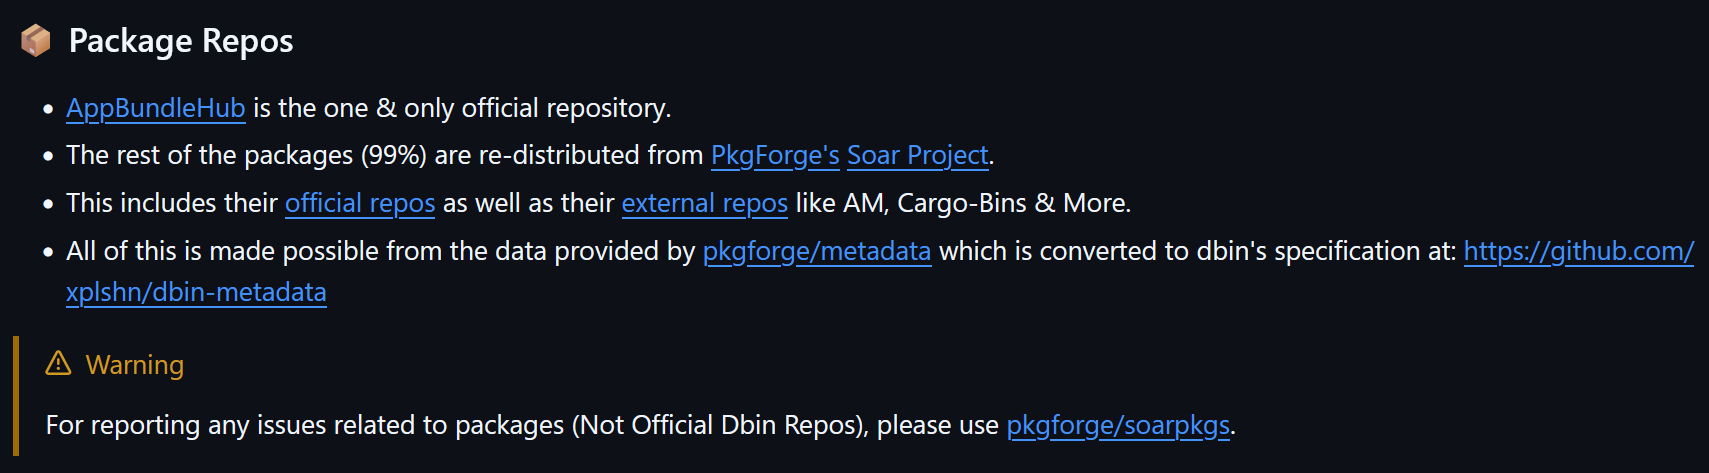 Package Repos
AppBundleHub is the one & only official repository.
The rest of the packages (99%) are re-distributed from PkgForge's Soar Project.
This includes their official repos as well as their external repos like AM, Cargo-Bins & More.
All of this is made possible from the data provided by pkgforge/metadata which is converted to dbin's specification at: https://github.com/
xplshn/dbin-metadata
Warning
For reporting any issues related to packages (Not Official Dbin Repos), please use pkgforge/soarpkgs.